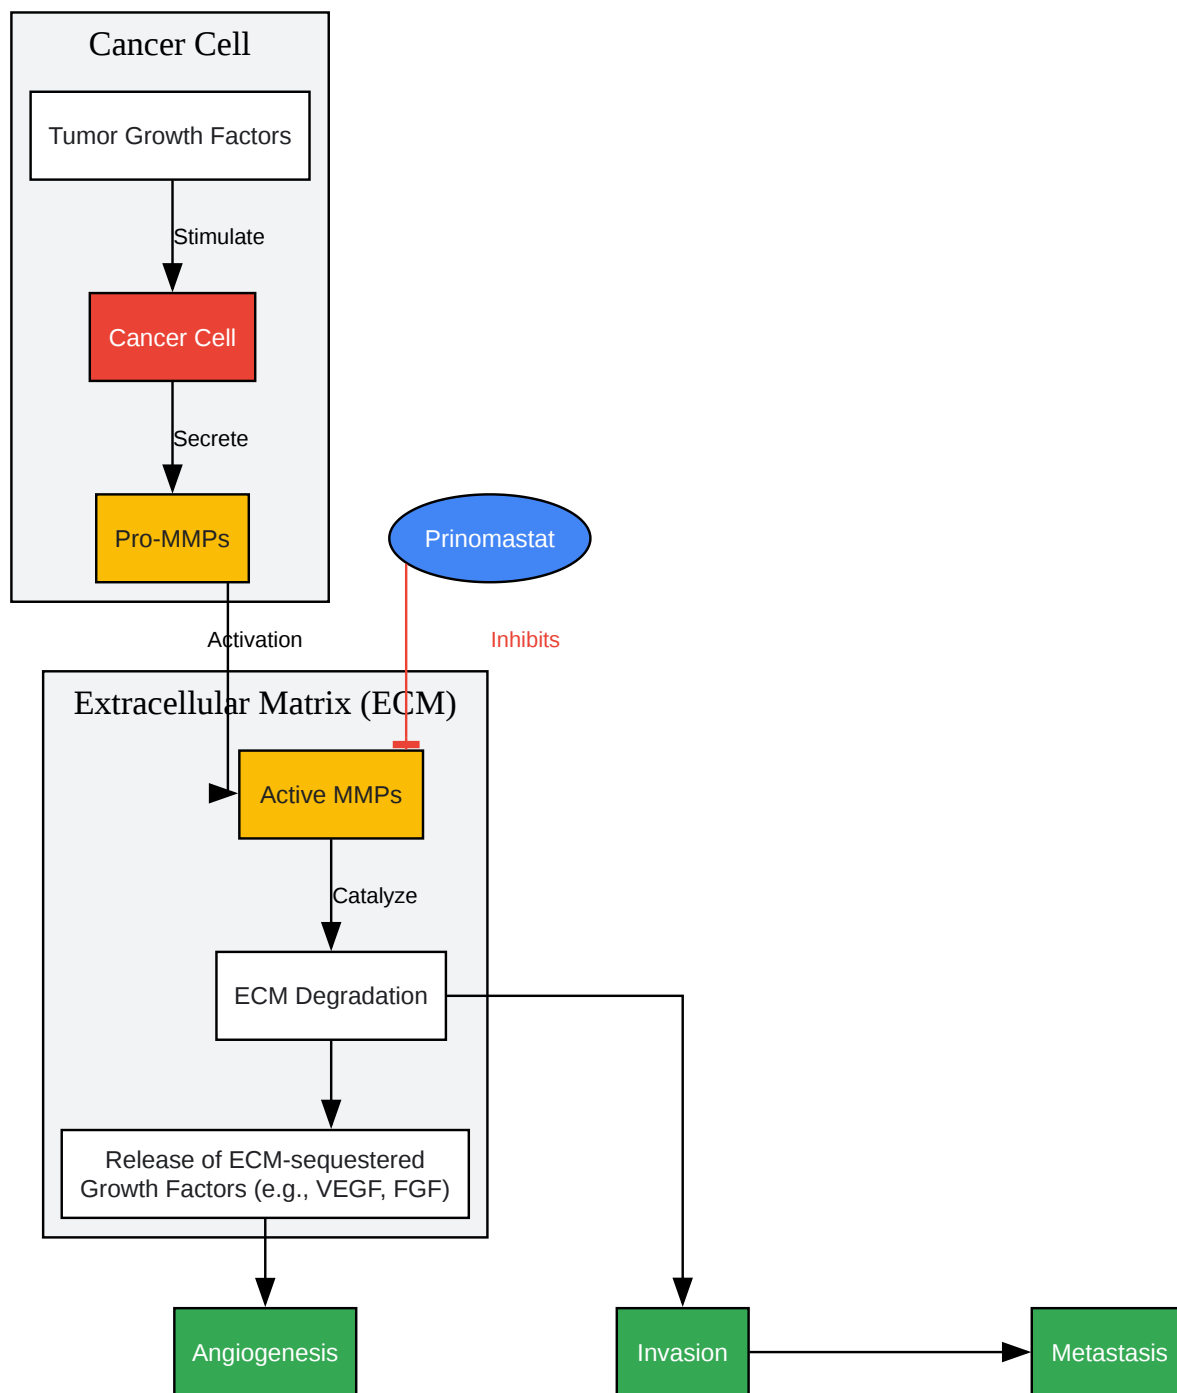 Cancer Cell
Tumor Growth Factors
Stimulate
Cancer Cell
Secrete
Pro-MMPs
Prinomastat
Activation
Inhibits
Extracellular Matrix (ECM)
Active MMPs
Catalyze
ECM Degradation
Release of ECM-sequestered
Growth Factors (e.g., VEGF, FGF)
Angiogenesis
Invasion
Metastasis